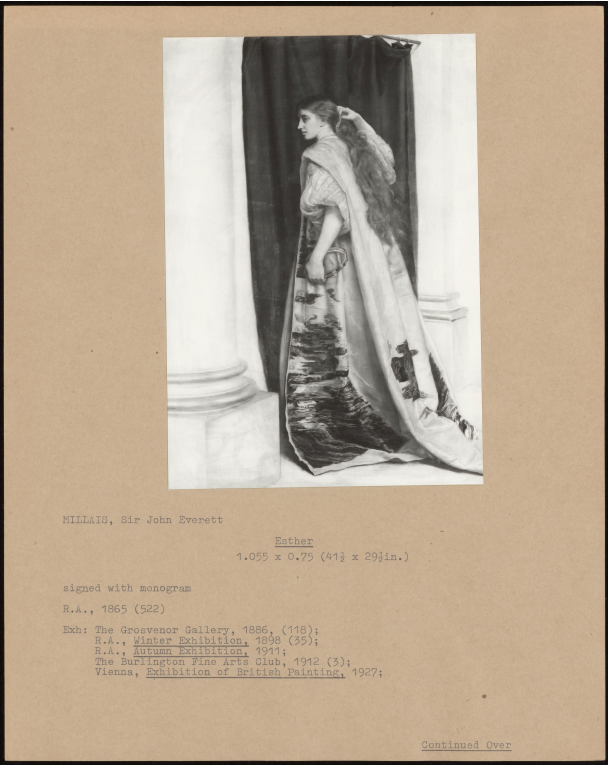 MILLAIS, Sir John Everett
Esther
1.055 x 0.75 (41½ x 29½in.)
signed with monogram
R.A., 1865 (522)
Exh: The Grosvenor Gallery, 1886, (118);
R.A., Winter Exhibition, 1898 (35);
R.A., Autumn Exhibition, 1911;
The Burlington Fine Arts Club, 1912 (3);
Vienna, Exhibition of British Painting, 1927;
Continued Over